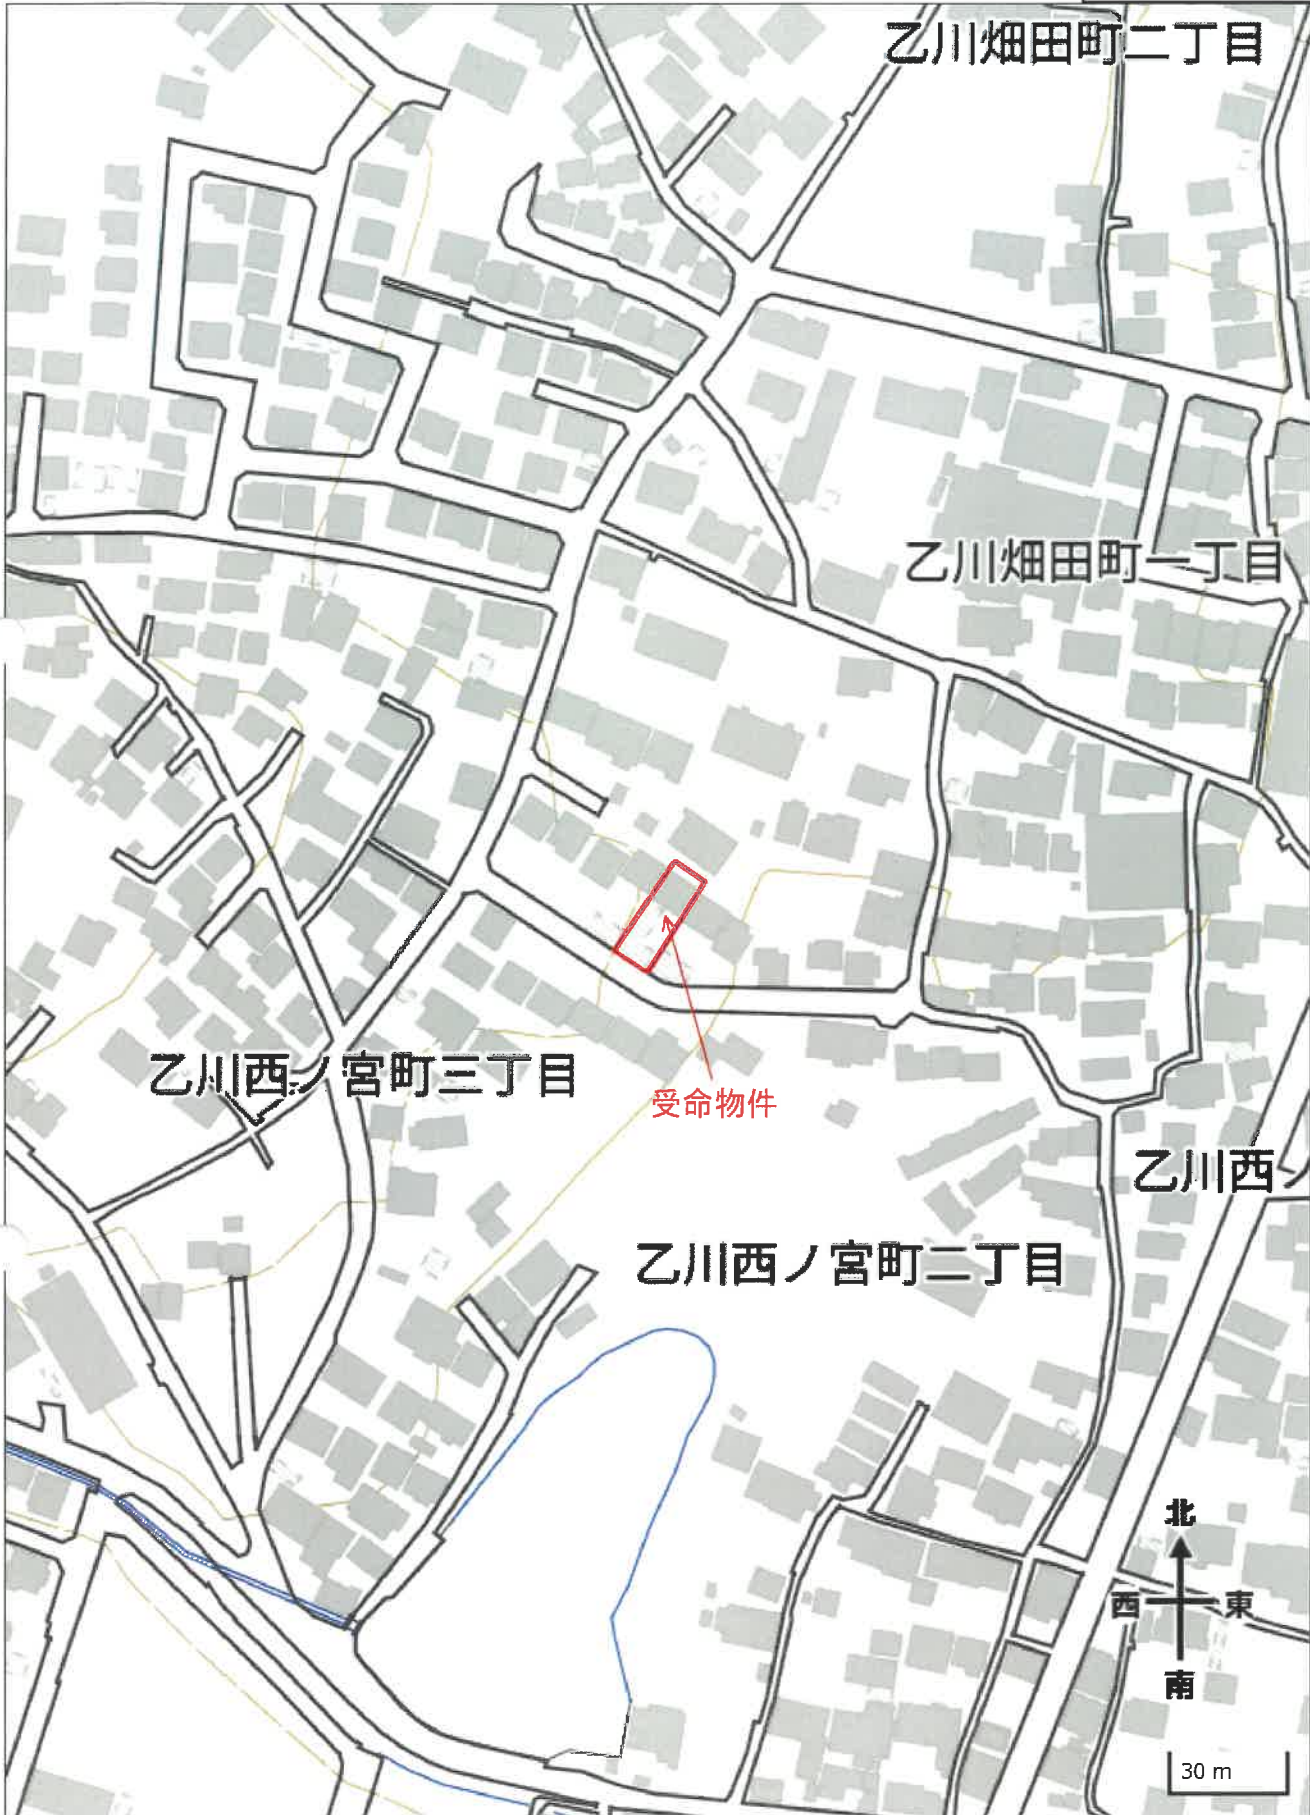 乙川畑田町二丁目
乙川畑田町一丁目
乙川西ノ宮町三丁目
受命物件
乙川西ノ
乙川西ノ宮町二丁目
北
西
東
南
30 m